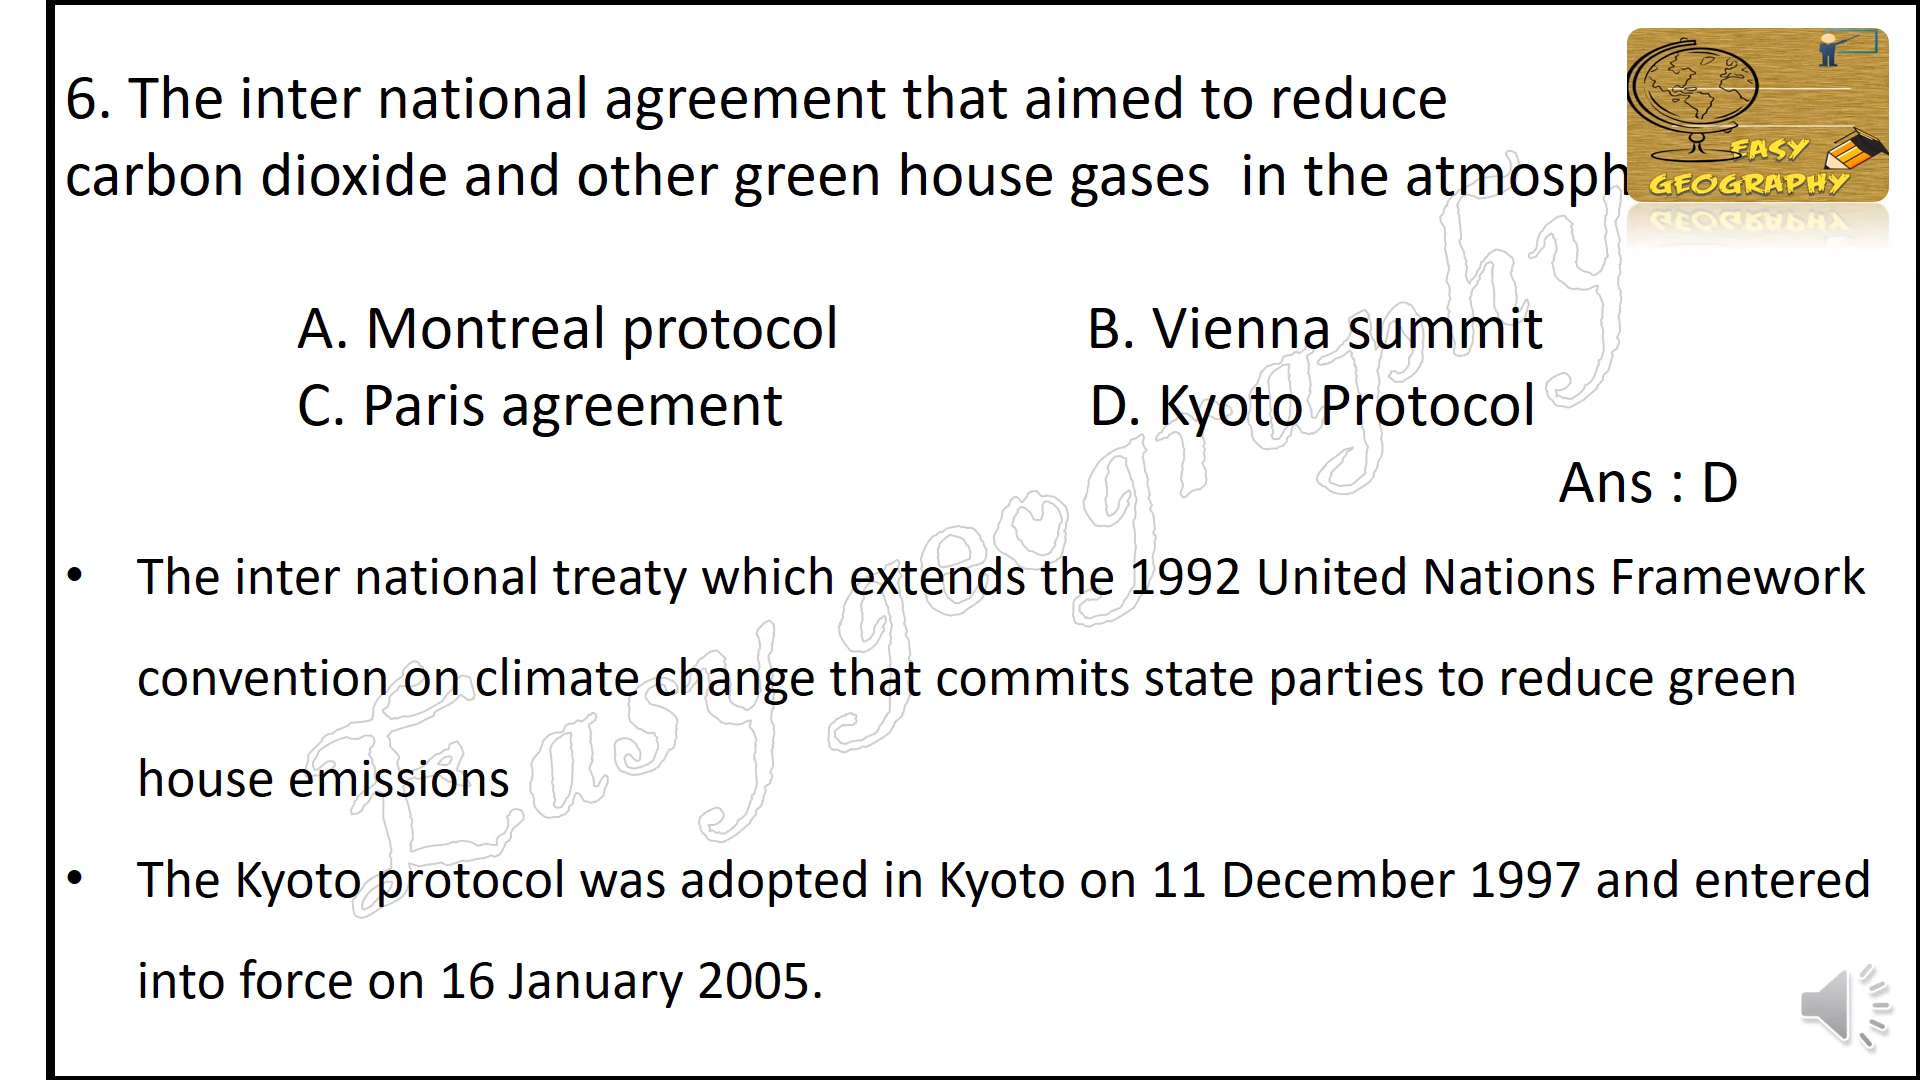 6. The inter national agreement that aimed to reduce
carbon dioxide and other green house gases in the atmosph
EASY
GEOGRAPHY
A. Montreal protocol B. Vienna summit
C. Paris agreement D. Kyoto Protocol
Ans : D
• The inter national treaty which extends the 1992 United Nations Framework
convention on climate change that commits state parties to reduce green
house emissions
• The Kyoto protocol was adopted in Kyoto on 11 December 1997 and entered
into force on 16 January 2005.
Easy geography